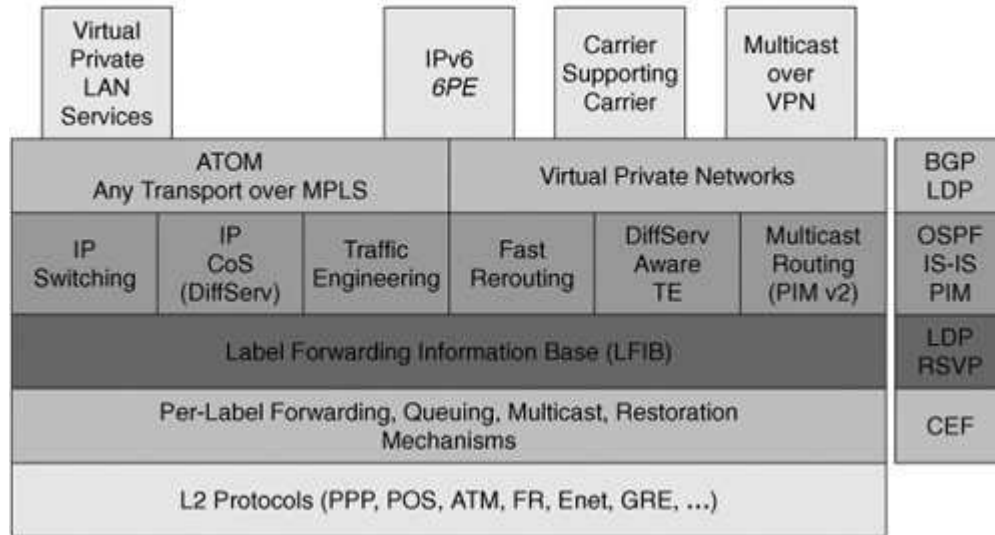 Virtual
Private
LAN
Services
IPv6
6PE
Carrier
Supporting
Carrier
Multicast
over
VPN
ATOM
Any Transport over MPLS
Virtual Private Networks
BGP
LDP
IP
Switching
IP
CoS
(DiffServ)
Traffic
Engineering
Fast
Rerouting
DiffServ
Aware
TE
Multicast
Routing
(PIM v2)
OSPF
IS-IS
PIM
Label Forwarding Information Base (LFIB)
LDP
RSVP
Per-Label Forwarding, Queuing, Multicast, Restoration
Mechanisms
CEF
L2 Protocols (PPP, POS, ATM, FR, Enet, GRE, ...)